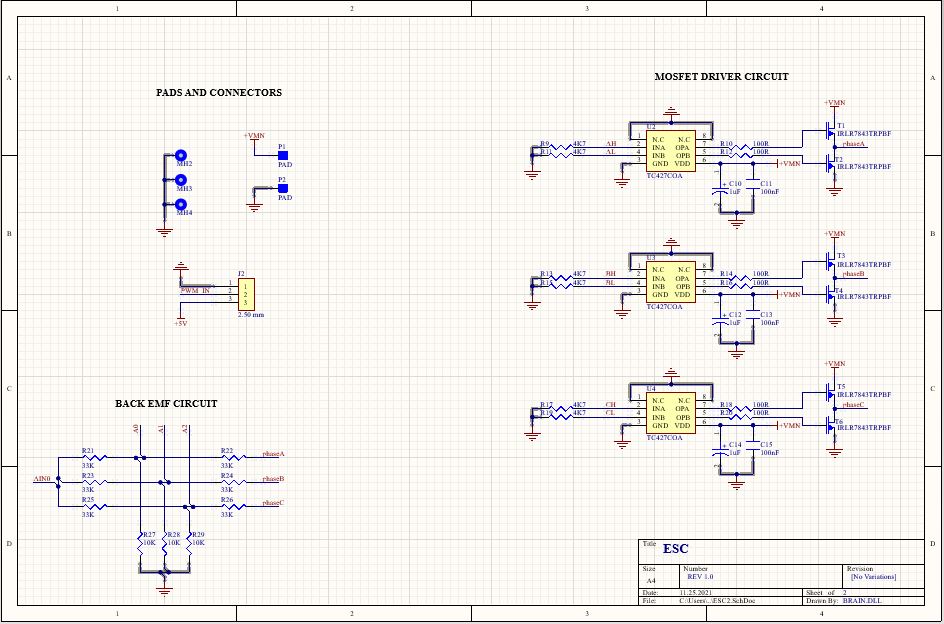 1 2 3 4
A
B
C
D
A
B
C
D
PADS AND CONNECTORS
MH2
MH3
MH4
+VMN
P1
PAD
P2
PAD
J2
1 1
PWM_IN 2 2
3 3
2.50 mm
+5V
BACK EMF CIRCUIT
A0 A1 A2
R21 R22
33K 33K
phaseA
AIN0
R23 R24
33K 33K
phaseB
R25 R26
33K 33K
phaseC
R27 R28 R29
10K 10K 10K
MOSFET DRIVER CIRCUIT
U2
1 N.C N.C 8
R9 4K7 AH 2 INA OPA 7 R10 100R
4K7 AL 4 INB OPB 5 100R
3 GND VDD 6 +VMN
TC427COA
C10 C11
1uF 100nF
+VMN
T1
IRLR7843TRPBF
phaseA
T2
IRLR7843TRPBF
U3
1 N.C N.C 8
R13 4K7 BH 2 INA OPA 7 R14 100R
4K7 BL 4 INB OPB 5 R16 100R
3 GND VDD 6 +VMN
TC427COA
C12 C13
1uF 100nF
+VMN
T3
IRLR7843TRPBF
phaseB
T4
IRLR7843TRPBF
U4
1 N.C N.C 8
R17 4K7 CH 2 INA OPA 7 R18 100R
4K7 CL 4 INB OPB 5 100R
3 GND VDD 6 +VMN
TC427COA
C14 C15
1uF 100nF
+VMN
T5
IRLR7843TRPBF
phaseC
T6
IRLR7843TRPBF
Title ESC
Size Number Revision
A4 REV 1.0 [No Variations]
Date: 11.25.2021 Sheet of 2
File: C:\Users\...\ESC2.SchDoc Drawn By: BRAIN.DLL
1 2 3 4